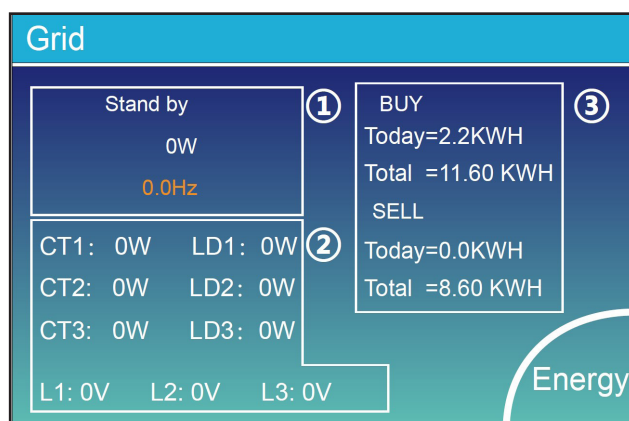 Grid
Stand by
0W
0.0Hz
①
CT1: 0W LD1: 0W
CT2: 0W LD2: 0W
CT3: 0W LD3: 0W
L1: 0V L2: 0V L3: 0V
②
BUY
Today=2.2KWH
Total =11.60 KWH
SELL
Today=0.0KWH
Total =8.60 KWH
③
Energy